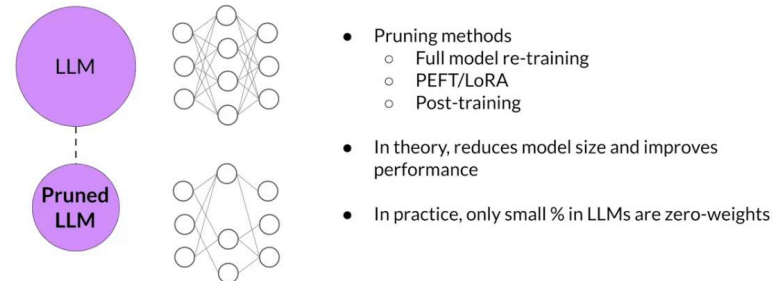 LLM
Pruned
LLM
● Pruning methods
○ Full model re-training
○ PEFT/LoRA
○ Post-training
● In theory, reduces model size and improves
performance
● In practice, only small % in LLMs are zero-weights